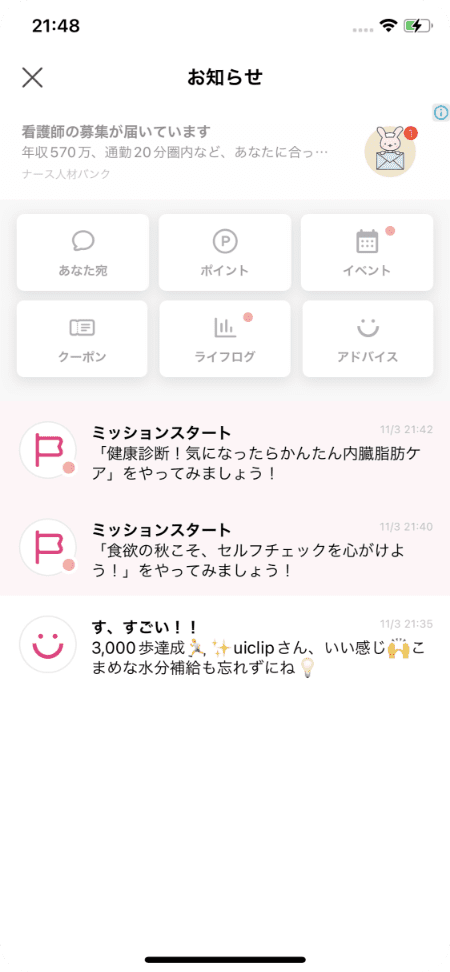 21:48
お知らせ
看護師の募集が届いています
年収570万、通勤20分圏内など、あなたに合っ…
ナース人材バンク
1
あなた宛
P
ポイント
イベント
クーポン
ライフログ
アドバイス
ミッションスタート
11/3 21:42
「健康診断！気になったらかんたん内臓脂肪ケ
ア」をやってみましょう！
ミッションスタート
11/3 21:40
「食欲の秋こそ、セルフチェックを心がけよ
う！」をやってみましょう！
す、すごい！！
11/3 21:35
3,000歩達成🏃✨uiclipさん、いい感じ🙌こ
まめな水分補給も忘れずにね💡